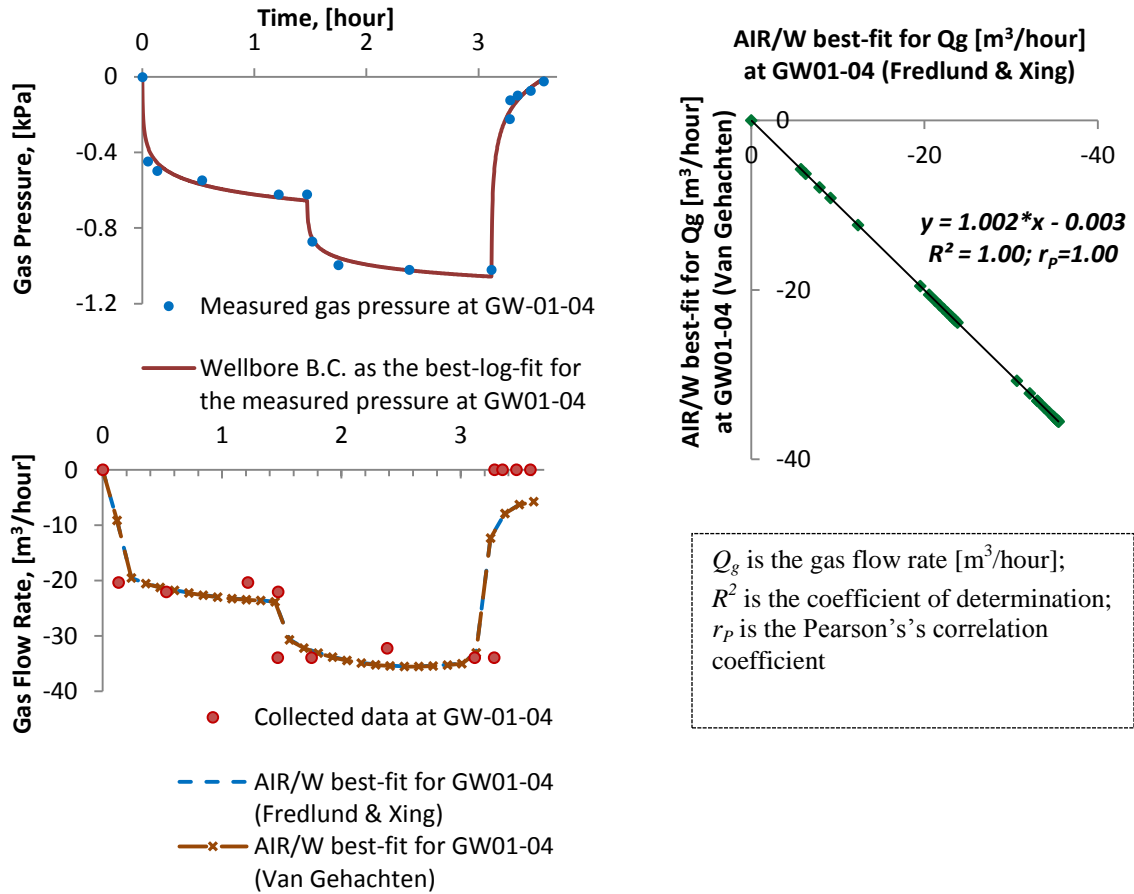 Time, [hour]
0 1 2 3
Gas Pressure, [kPa]
0
-0.4
-0.8
-1.2
Measured gas pressure at GW-01-04
Wellbore B.C. as the best-log-fit for
the measured pressure at GW01-04
0 1 2 3
Gas Flow Rate, [m³/hour]
0
-10
-20
-30
-40
Collected data at GW-01-04
AIR/W best-fit for GW01-04
(Fredlund & Xing)
AIR/W best-fit for GW01-04
(Van Gehachten)
AIR/W best-fit for Qg [m³/hour]
at GW01-04 (Fredlund & Xing)
AIR/W best-fit for Qg [m³/hour]
at GW01-04 (Van Gehachten)
0
0 -20 -40
-20
-40
y = 1.002*x - 0.003
R² = 1.00; rP=1.00
Qg is the gas flow rate [m³/hour];
R² is the coefficient of determination;
rP is the Pearson's's correlation
coefficient